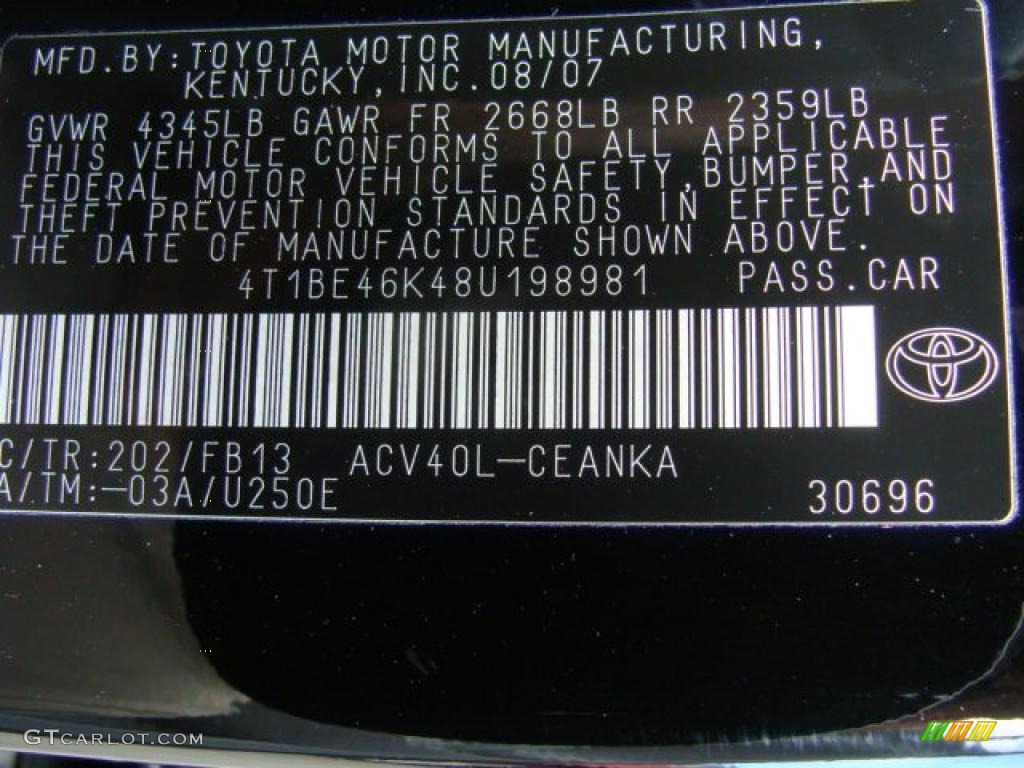 MFD. BY: TOYOTA MOTOR MANUFACTURING,
KENTUCKY, INC. 08/07
GVWR 4345LB GAWR FR 2668LB RR 2359LB
THIS VEHICLE CONFORMS TO ALL APPLICABLE
FEDERAL MOTOR VEHICLE SAFETY, BUMPER, AND
THEFT PREVENTION STANDARDS IN EFFECT ON
THE DATE OF MANUFACTURE SHOWN ABOVE.
4T1BE46K48U198981 PASS. CAR
C/TR: 202/FB13 ACV40L-CEANKA
A/TM: -03A/U250E 30696
GTCARLOT.COM